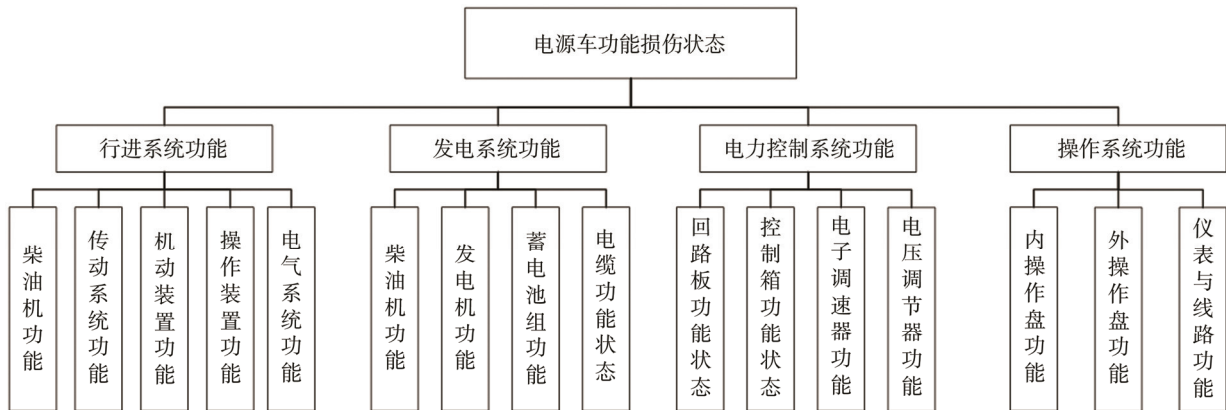 电源车功能损伤状态
行进系统功能
发电系统功能
电力控制系统功能
操作系统功能
柴油机功能
传动系统功能
机动装置功能
操作装置功能
电气系统功能
柴油机功能
发电机功能
蓄电池组功能
电缆功能状态
回路板功能状态
控制箱功能状态
电子调速器功能
电压调节器功能
内操作盘功能
外操作盘功能
仪表与线路功能